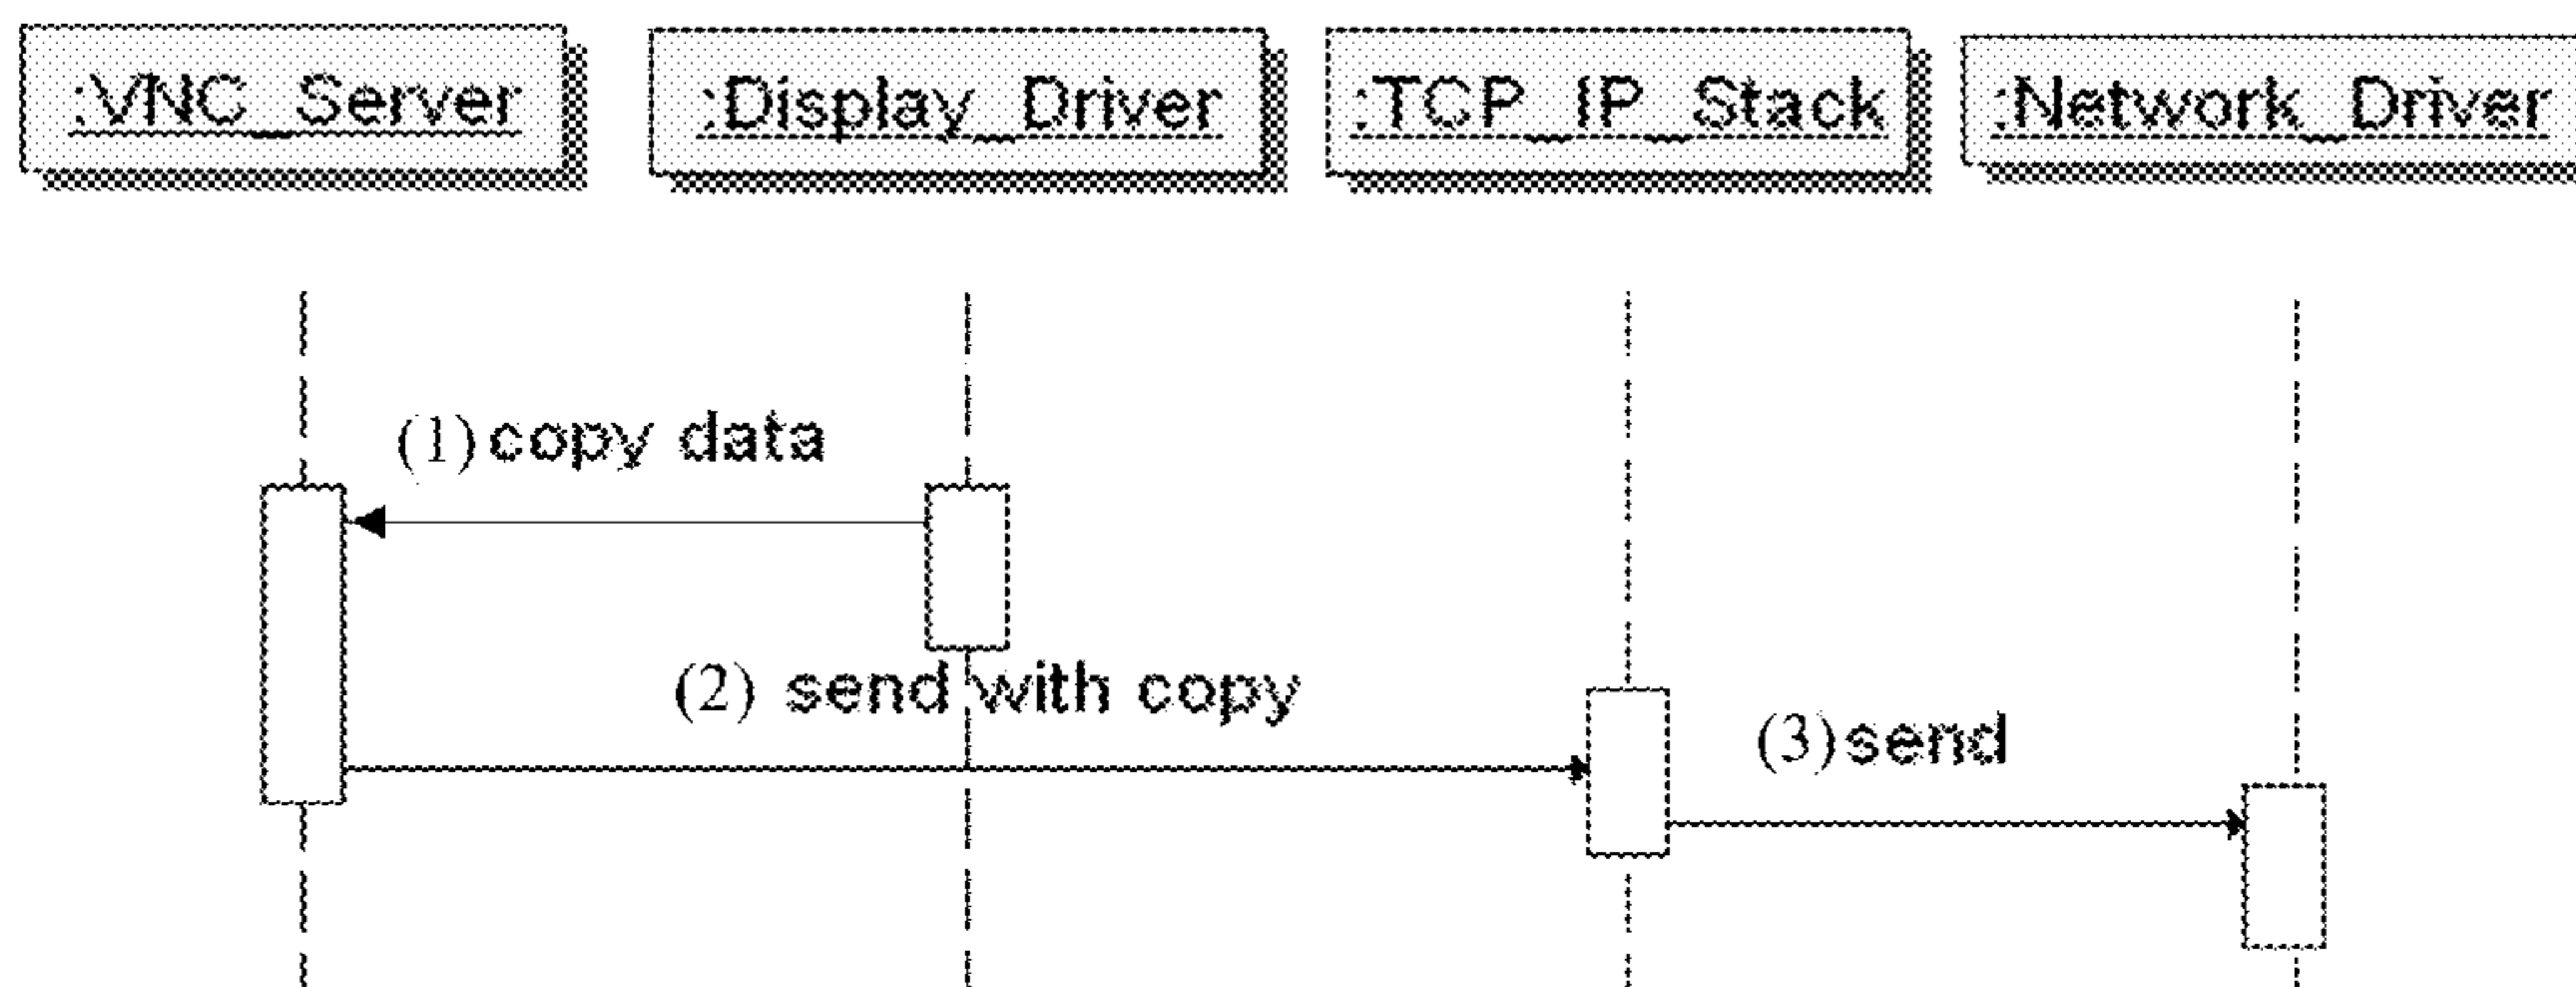 :VNC_Server
:Display_Driver
:TCP_IP_Stack
:Network_Driver
(1)copy data
(2) send with copy
(3)send